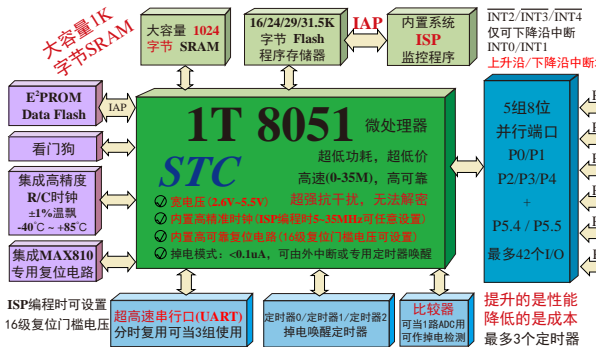 大容量1K
字节SRAM
大容量 1024
字节 SRAM
16/24/29/31.5K
字节 Flash
程序存储器
IAP
内置系统
ISP
监控程序
INT2/INT3/INT4
仅可下降沿中断
INT0/INT1
上升沿/下降沿中断
E²PROM
Data Flash
IAP
看门狗
集成高精度
R/C时钟
±1%温飘
-40℃ ~ +85℃
集成MAX810
专用复位电路
1T 8051 微处理器
STC
超低功耗，超低价
高速(0-35M)，高可靠
宽电压(2.6V~5.5V) 超强抗干扰，无法解密
内置高精准时钟(ISP编程时5~35MHz可任意设置)
内置高可靠复位电路(16级复位门槛电压可设置)
掉电模式：<0.1uA，可由外中断或专用定时器唤醒
5组8位
并行端口
P0/P1
P2/P3/P4
+
P5.4 / P5.5
最多42个I/O
ISP编程时可设置
16级复位门槛电压
超高速串行口(UART)
分时复用可当3组使用
定时器0/定时器1/定时器2
掉电唤醒定时器
比较器
可当1路ADC用
可作掉电检测
提升的是性能
降低的是成本
最多3个定时器